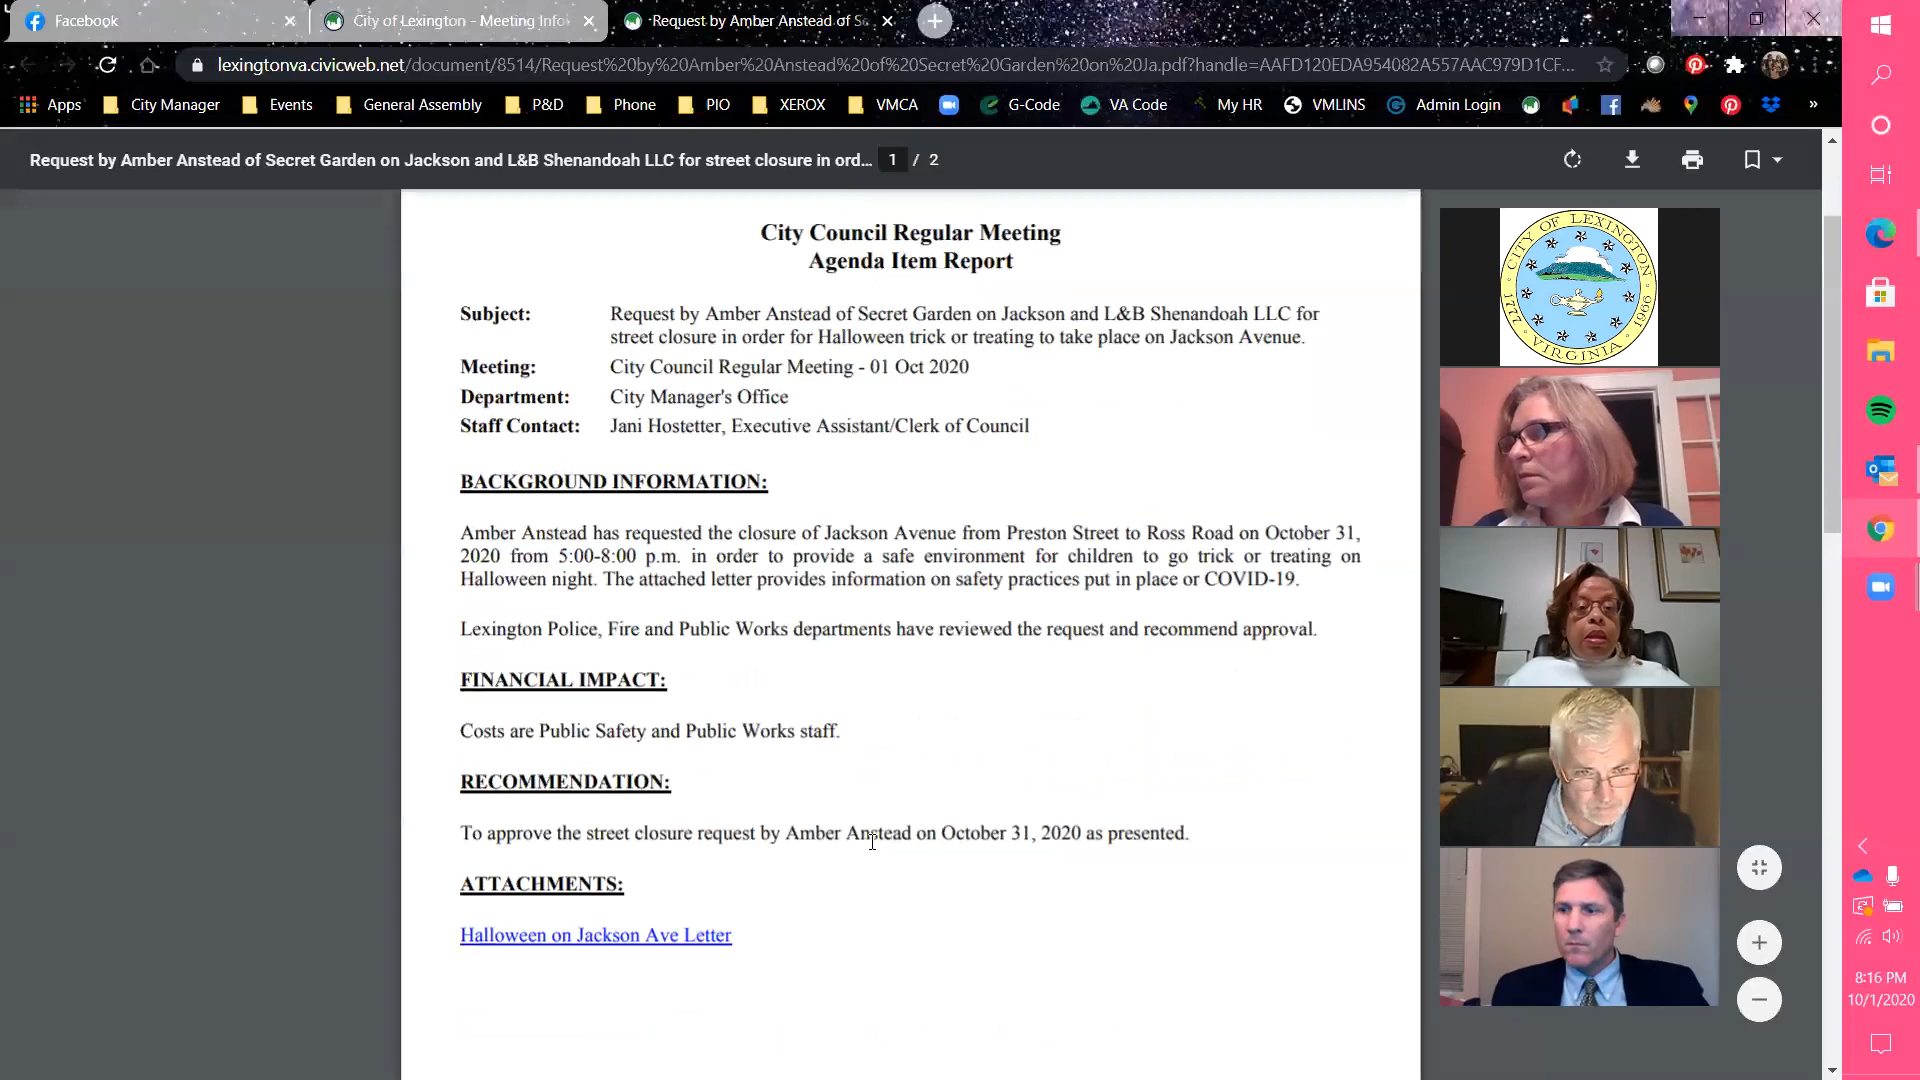 Facebook
City of Lexington - Meeting Info
Request by Amber Anstead of Se
lexingtonva.civicweb.net/document/8514/Request%20by%20Amber%20Anstead%20of%20Secret%20Garden%20on%20Ja.pdf?handle=AAFD120EDA954082A557AAC979D1CF...
Apps City Manager Events General Assembly P&D Phone PIO XEROX VMCA G-Code VA Code My HR VMLINS Admin Login »
Request by Amber Anstead of Secret Garden on Jackson and L&B Shenandoah LLC for street closure in ord... 1 / 2
City Council Regular Meeting
Agenda Item Report
Subject: Request by Amber Anstead of Secret Garden on Jackson and L&B Shenandoah LLC for
street closure in order for Halloween trick or treating to take place on Jackson Avenue.
Meeting: City Council Regular Meeting - 01 Oct 2020
Department: City Manager's Office
Staff Contact: Jani Hostetter, Executive Assistant/Clerk of Council
BACKGROUND INFORMATION:
Amber Anstead has requested the closure of Jackson Avenue from Preston Street to Ross Road on October 31,
2020 from 5:00-8:00 p.m. in order to provide a safe environment for children to go trick or treating on
Halloween night. The attached letter provides information on safety practices put in place or COVID-19.
Lexington Police, Fire and Public Works departments have reviewed the request and recommend approval.
FINANCIAL IMPACT:
Costs are Public Safety and Public Works staff.
RECOMMENDATION:
To approve the street closure request by Amber Anstead on October 31, 2020 as presented.
ATTACHMENTS:
Halloween on Jackson Ave Letter
CITY OF LEXINGTON
1777 VIRGINIA 1966
8:16 PM
10/1/2020